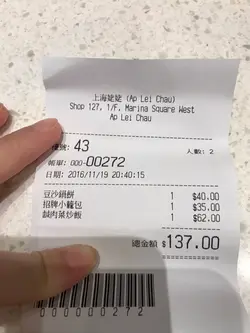 上海姥姥 (Ap Lei Chau)
Shop 127, 1/F. Marina Square West
Ap Lei Chau
號: 43 人數: 2
帳單: 000-00272
日期: 2016/11/19 20:40:15
豆沙鍋餅 1 $40.00
招牌小籠包 1 $35.00
鹹肉菜炒飯 1 $62.00
總金額 $137.00
000000272